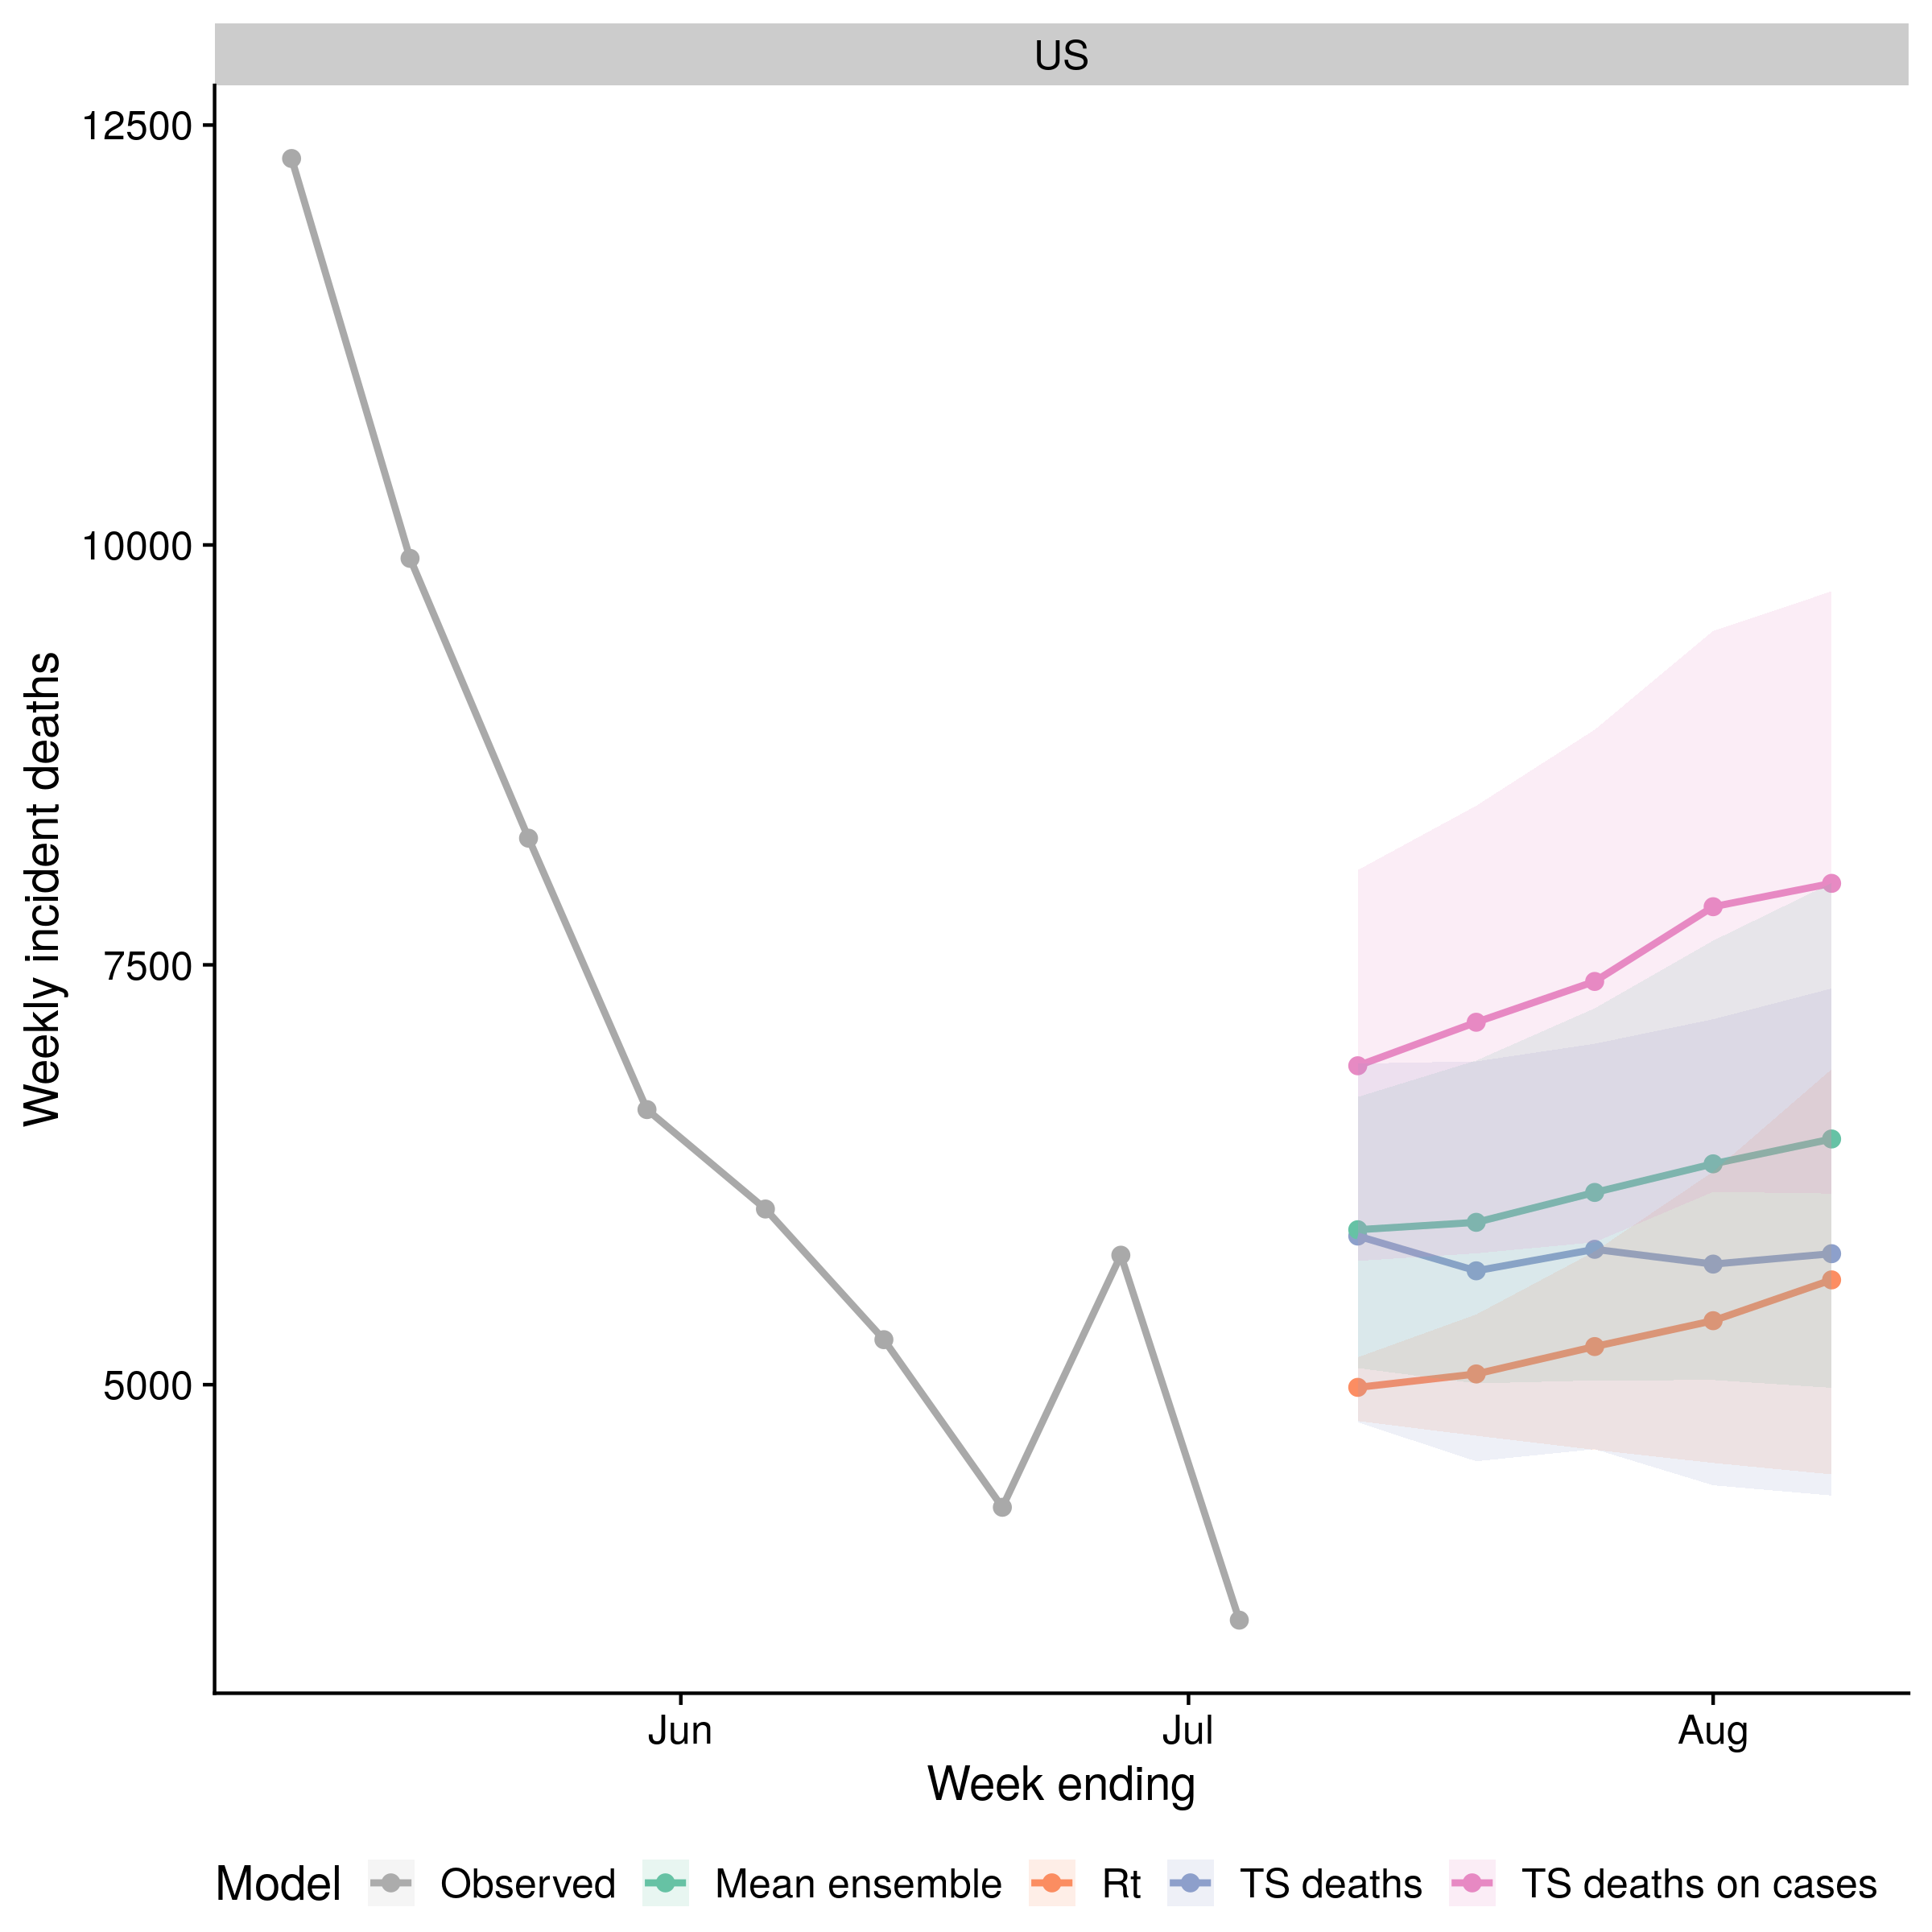 US
12500
10000
7500
5000
Weekly incident deaths
Jun Jul Aug
Week ending
Model Observed Mean ensemble Rt TS deaths TS deaths on cases